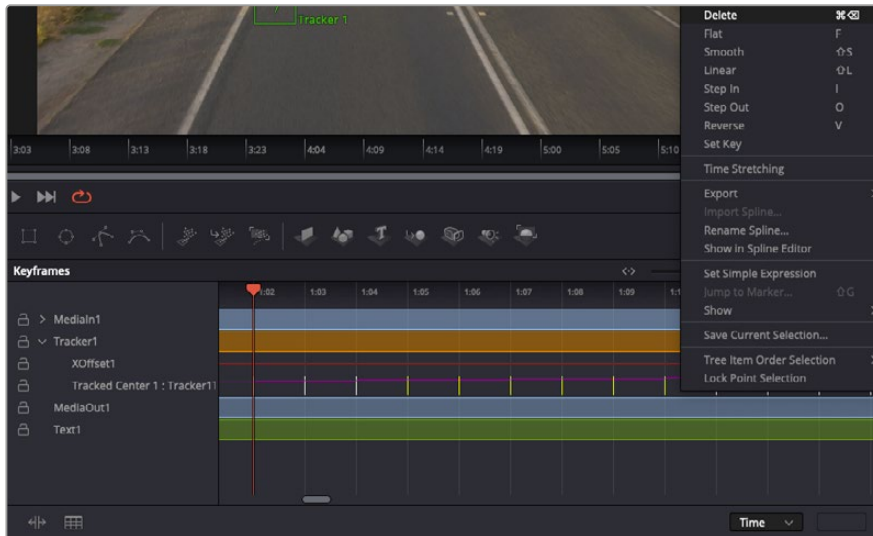 Tracker 1
Delete ⌘⌫
Flat F
Smooth ⇧S
Linear ⇧L
Step In I
Step Out O
Reverse V
Set Key
Time Stretching
Export
Import Spline...
Rename Spline...
Show in Spline Editor
Set Simple Expression
Jump to Marker... ⇧G
Show
Save Current Selection...
Tree Item Order Selection
Lock Point Selection
3:03 3:08 3:13 3:18 3:23 4:04 4:09 4:14 4:19 5:00 5:05 5:10
Keyframes
1:02 1:03 1:04 1:05 1:06 1:07 1:08 1:09
MediaIn1
Tracker1
XOffset1
Tracked Center 1 : Tracker11
MediaOut1
Text1
Time